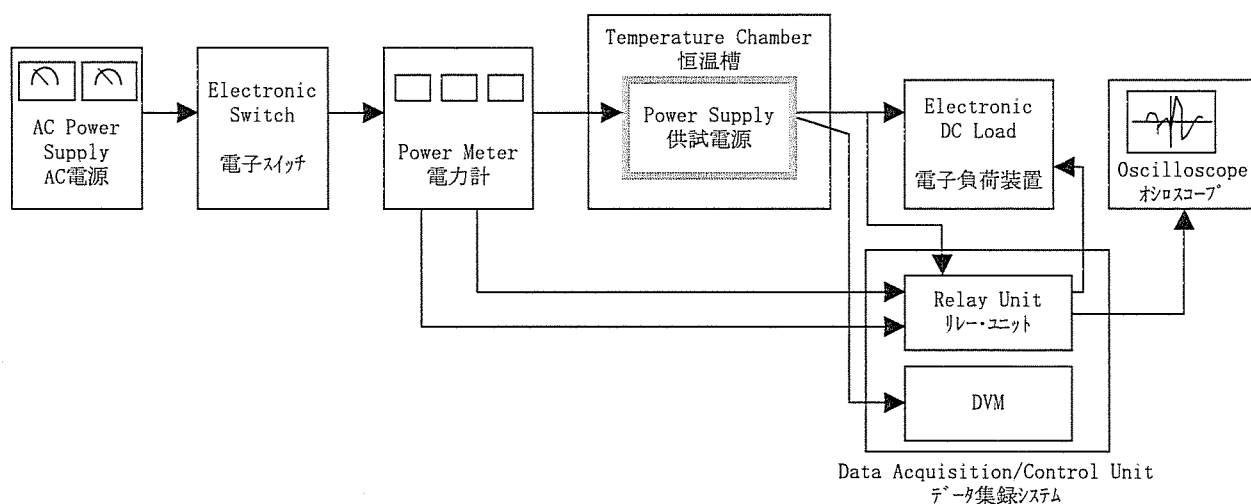 AC Power
Supply
AC電源
Electronic
Switch
電子ｽｲｯﾁ
Power Meter
電力計
Temperature Chamber
恒温槽
Power Supply
供試電源
Electronic
DC Load
電子負荷装置
Oscilloscope
ｵｼﾛｽｺｰﾌﾟ
Relay Unit
ﾘﾚｰ･ﾕﾆｯﾄ
DVM
Data Acquisition/Control Unit
ﾃﾞｰﾀ集録ｼｽﾃﾑ